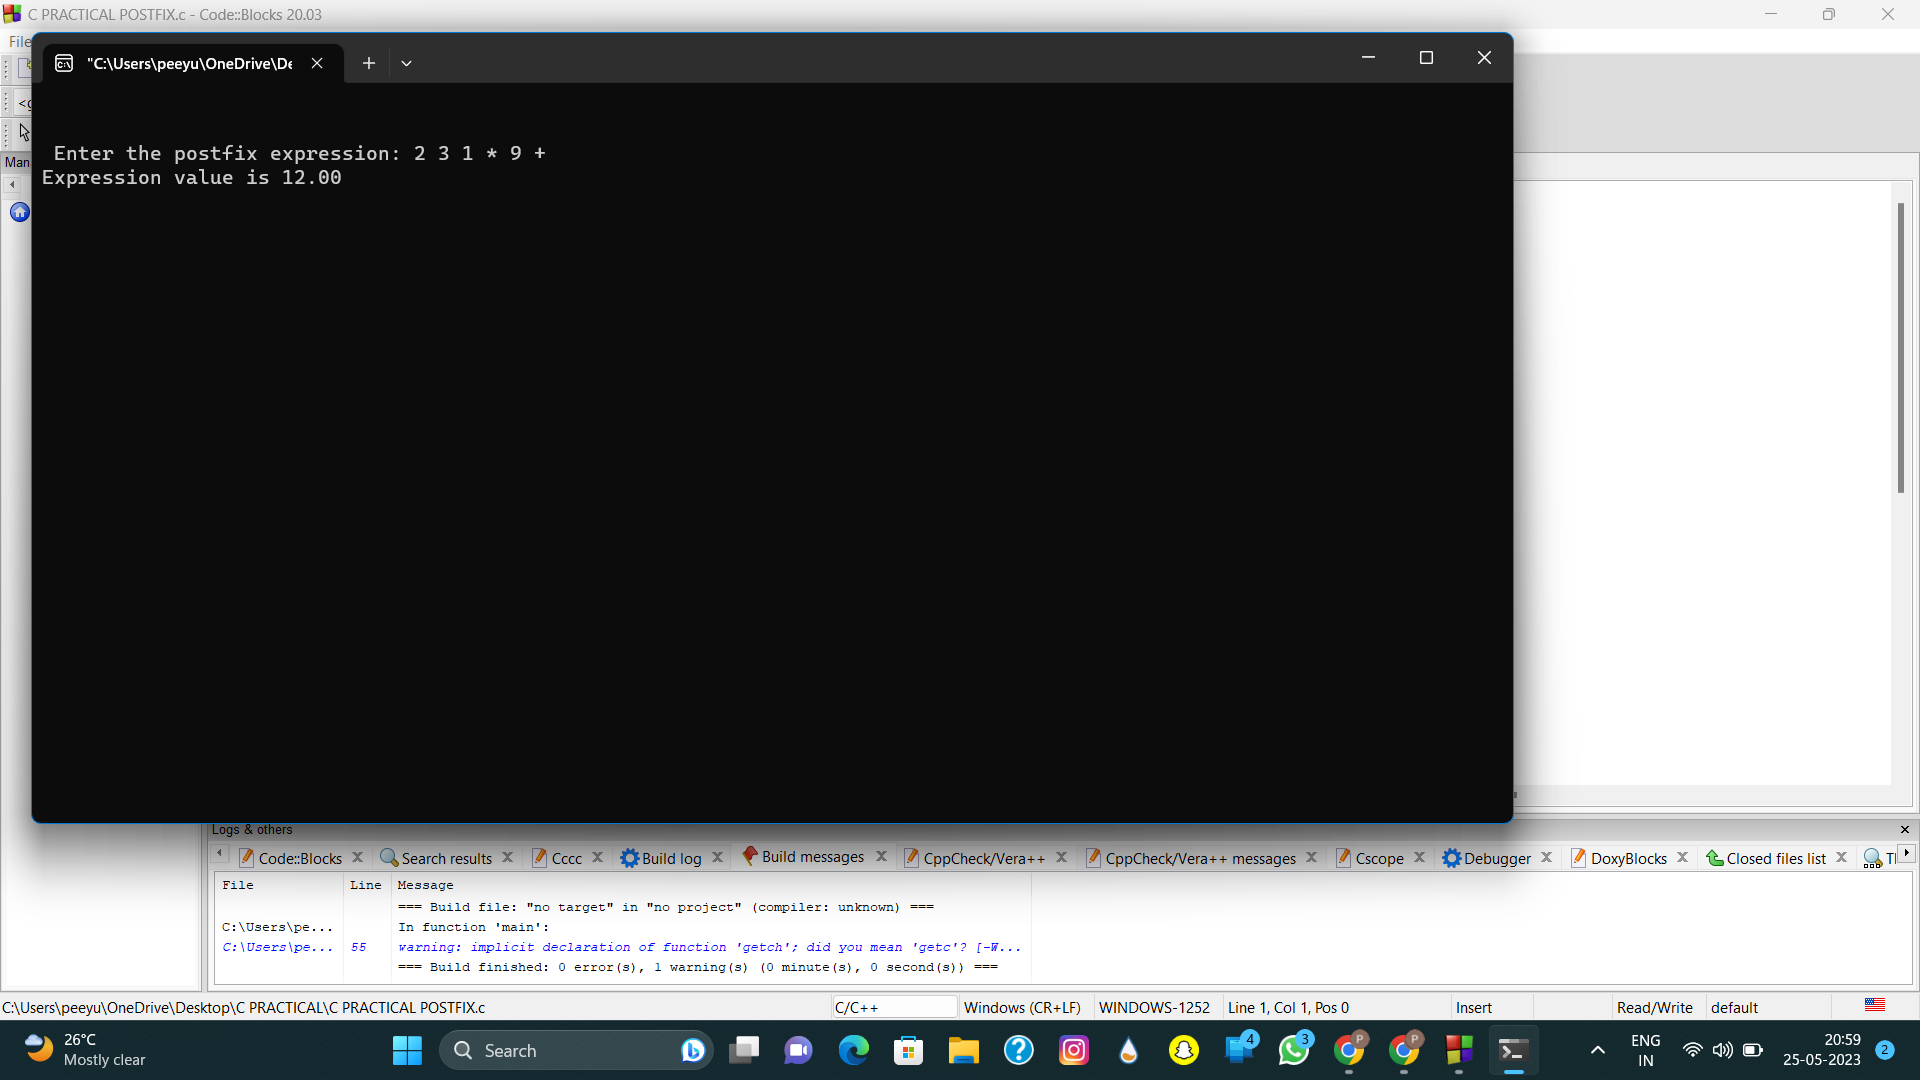 C PRACTICAL POSTFIX.c - Code::Blocks 20.03
File
"C:\Users\peeyu\OneDrive\De
Enter the postfix expression: 2 3 1 * 9 +
Expression value is 12.00
Logs & others
Code::Blocks Search results Cccc Build log Build messages CppCheck/Vera++ CppCheck/Vera++ messages Cscope Debugger DoxyBlocks Closed files list
File Line Message
=== Build file: "no target" in "no project" (compiler: unknown) ===
C:\Users\pe... In function 'main':
C:\Users\pe... 55 warning: implicit declaration of function 'getch'; did you mean 'getc'? [-W...
=== Build finished: 0 error(s), 1 warning(s) (0 minute(s), 0 second(s)) ===
C:\Users\peeyu\OneDrive\Desktop\C PRACTICAL\C PRACTICAL POSTFIX.c C/C++ Windows (CR+LF) WINDOWS-1252 Line 1, Col 1, Pos 0 Insert Read/Write default
26°C
Mostly clear
Search
4
3
P
P
ENG
IN
20:59
25-05-2023
2